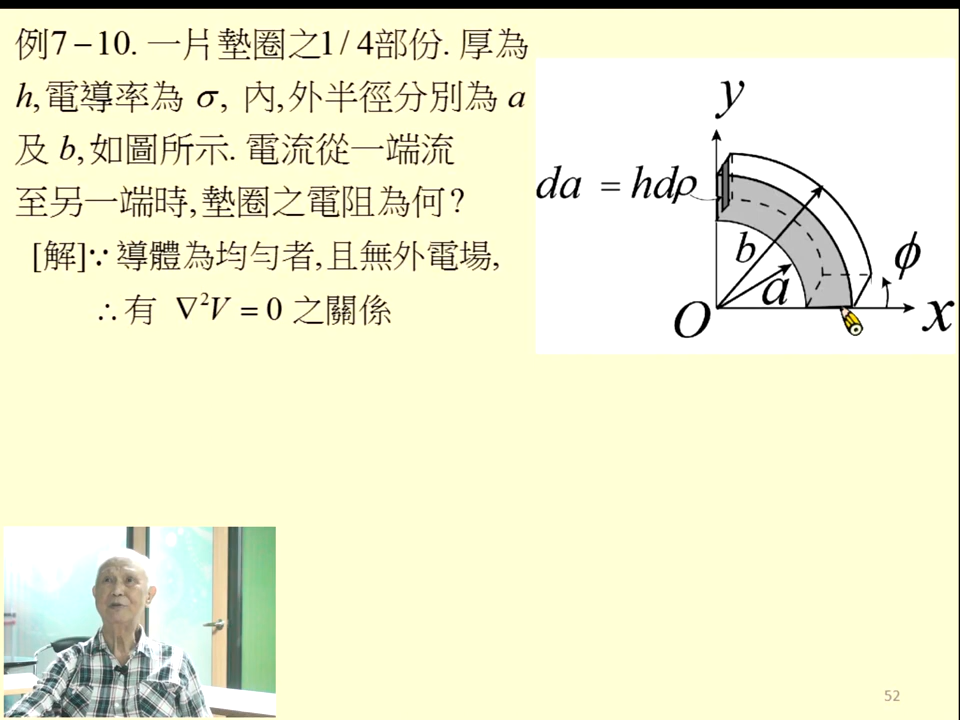 例7－10. 一片墊圈之1/4部份. 厚為
h, 電導率為 σ, 內,外半徑分別為 a
及 b, 如圖所示. 電流從一端流
至另一端時, 墊圈之電阻為何?
[解]∵ 導體為均勻者, 且無外電場,
∴有 ∇²V = 0 之關係
y
da = hdρ
b
a
ϕ
O
x
52